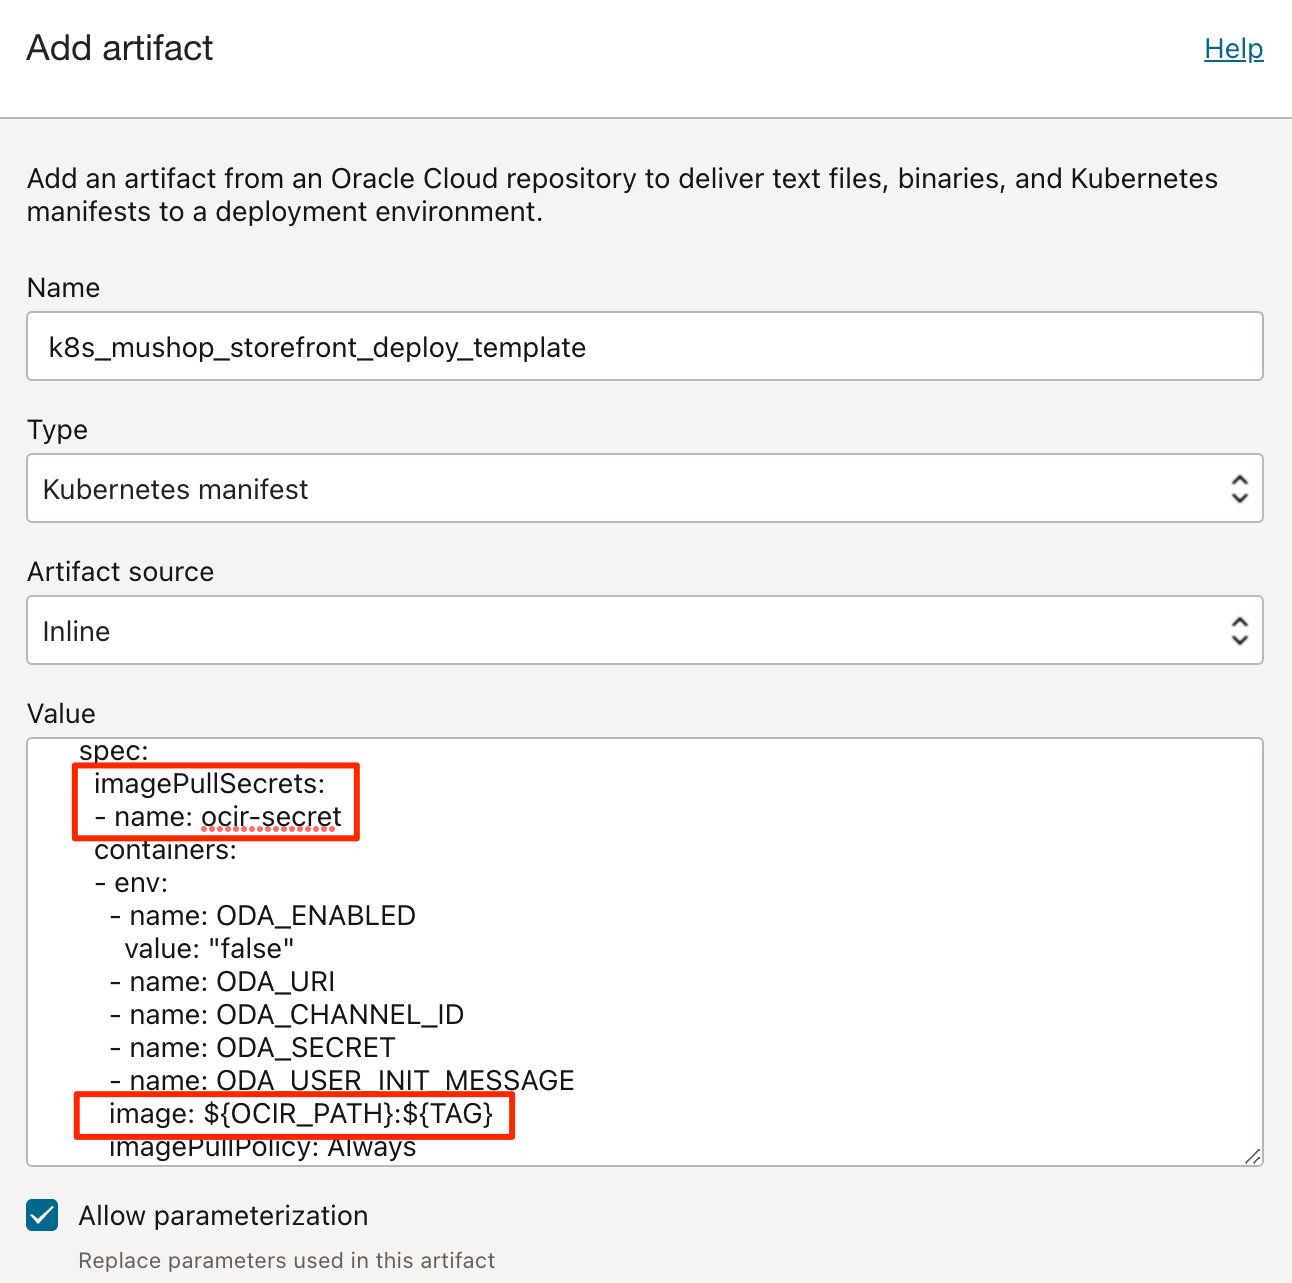 Add artifact
Help
Add an artifact from an Oracle Cloud repository to deliver text files, binaries, and Kubernetes
manifests to a deployment environment.
Name
k8s_mushop_storefront_deploy_template
Type
Kubernetes manifest
Artifact source
Inline
Value
spec:
imagePullSecrets:
- name: ocir-secret
containers:
- env:
- name: ODA_ENABLED
value: "false"
- name: ODA_URI
- name: ODA_CHANNEL_ID
- name: ODA_SECRET
- name: ODA_USER_INIT_MESSAGE
image: ${OCIR_PATH}:${TAG}
imagePullPolicy: Always
Allow parameterization
Replace parameters used in this artifact